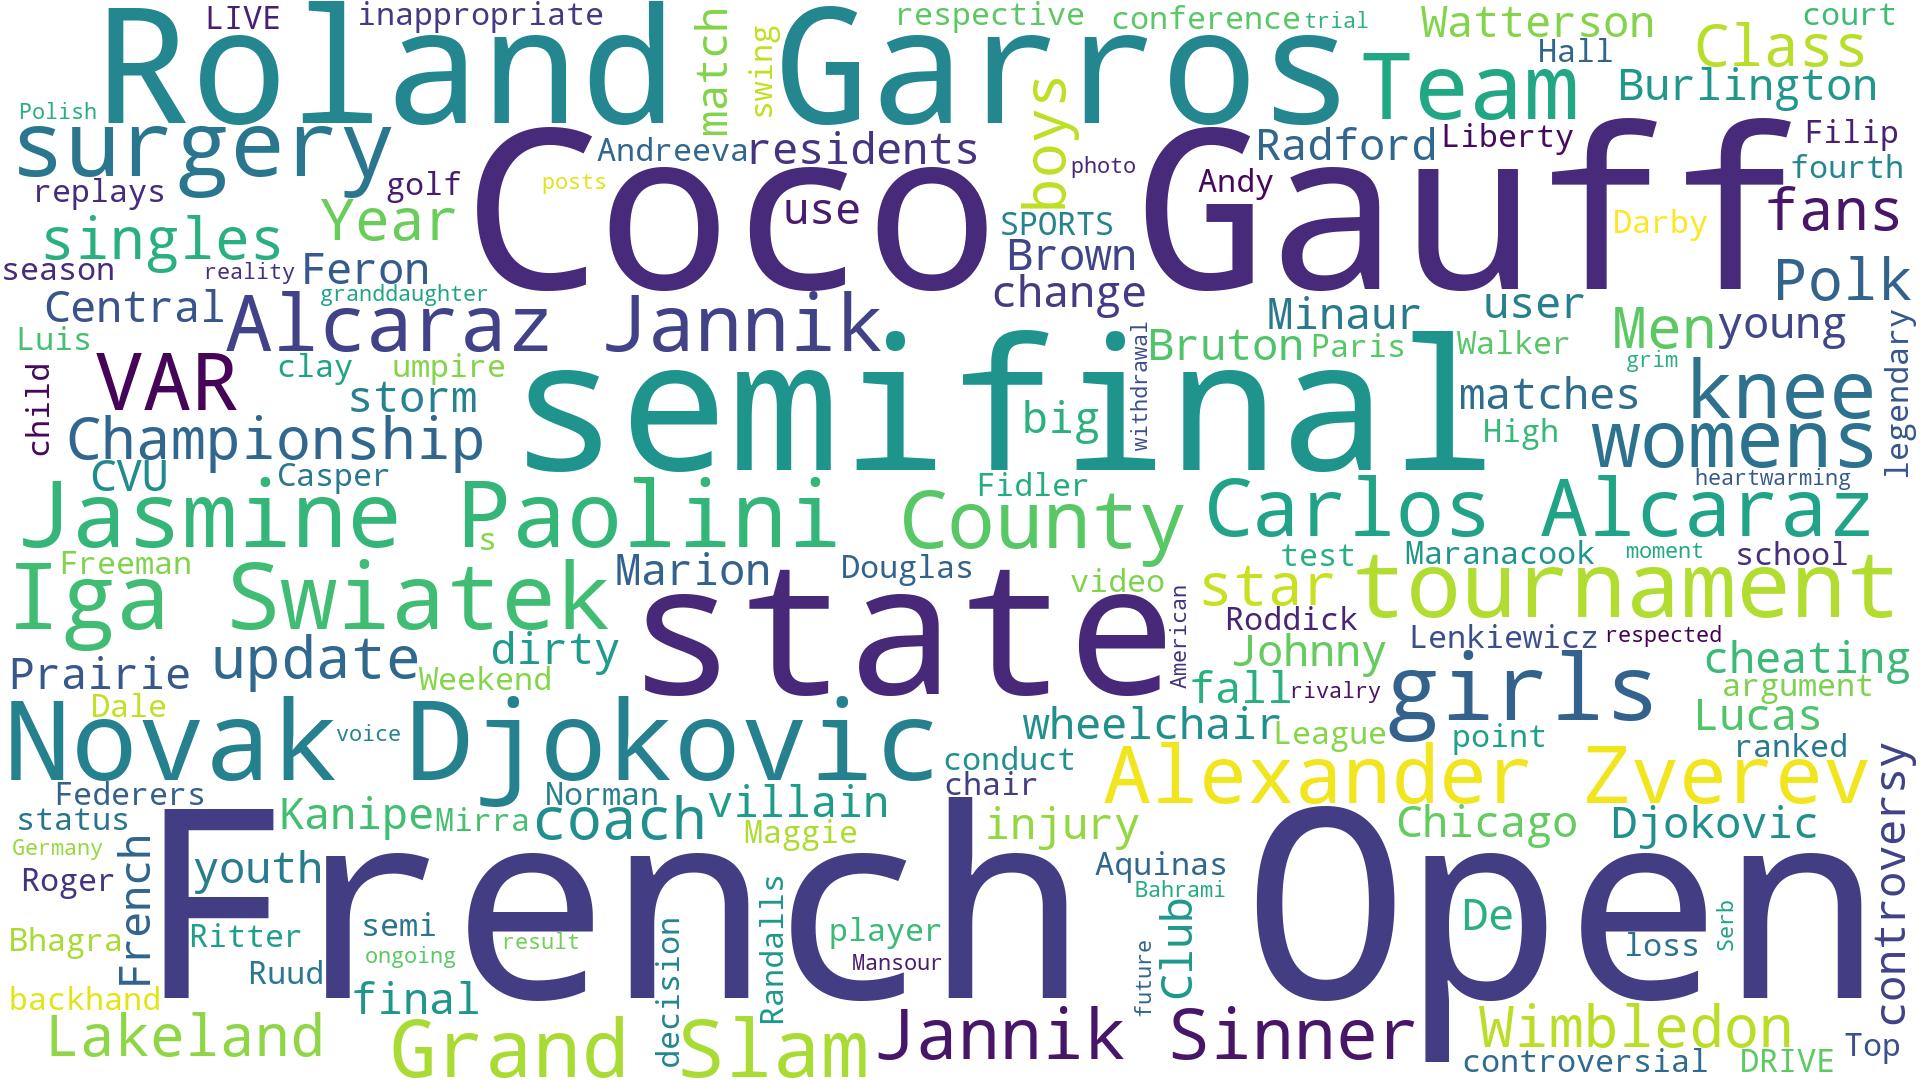 LIVE
inappropriate
respective
conference
trial
court
Roland Garros
match
swing
Watterson
Hall
Class
Team
Burlington
Polish
surgery
boys
Andreeva
residents
photo
Radford
Liberty
Filip
fourth
replays
golf
posts
Coco Gauff
Andy
use
SPORTS
Darby
fans
Year
singles
Brown
season
reality
Feron
change
Polk
Central
granddaughter
Alcaraz Jannik
Minaur
user
Men
young
Luis
Bruton
Paris
Walker
grim
legendary
VAR
clay
umpire
semifinal
withdrawal
child
storm
matches
knee
Championship
big
High
womens
CVU
Casper
Fidler
heartwarming
Jasmine Paolini
s
County
Carlos Alcaraz
Freeman
Marion
Douglas
video
test
Maranacook
moment
school
Iga Swiatek
state
American
star
tournament
Roddick
Lenkiewicz
respected
Prairie
update
dirty
Weekend
Johnny
cheating
fall
rivalry
girls
argument
Dale
Lucas
Novak Djokovic
voice
wheelchair
League
point
ranked
conduct
chair
Alexander Zverev
Federers
Norman
villain
status
Kanipe
Mirra
coach
Maggie
injury
Chicago
Djokovic
controversy
Germany
Roger
French
youth
French Open
Aquinas
Bahrami
Bhagra
Ritter
semi
ongoing
result
decision
Randalls
player
Mansour
Club
De
loss
Serb
Ruud
future
backhand
final
Lakeland
Grand Slam
Jannik Sinner
Wimbledon
Top
controversial
DRIVE